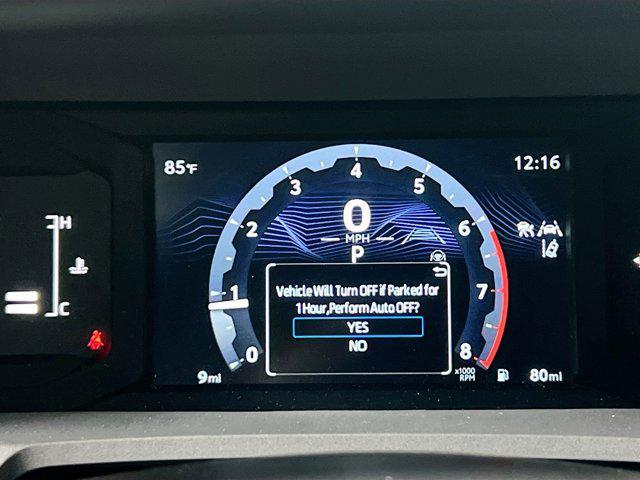 85°F
12:16
4
3
5
0
2
6
MPH
P
H
Vehicle Will Turn OFF if Parked for
1 Hour,Perform Auto OFF?
1
7
YES
C
NO
0
8
x1000
RPM
9mi
80mi